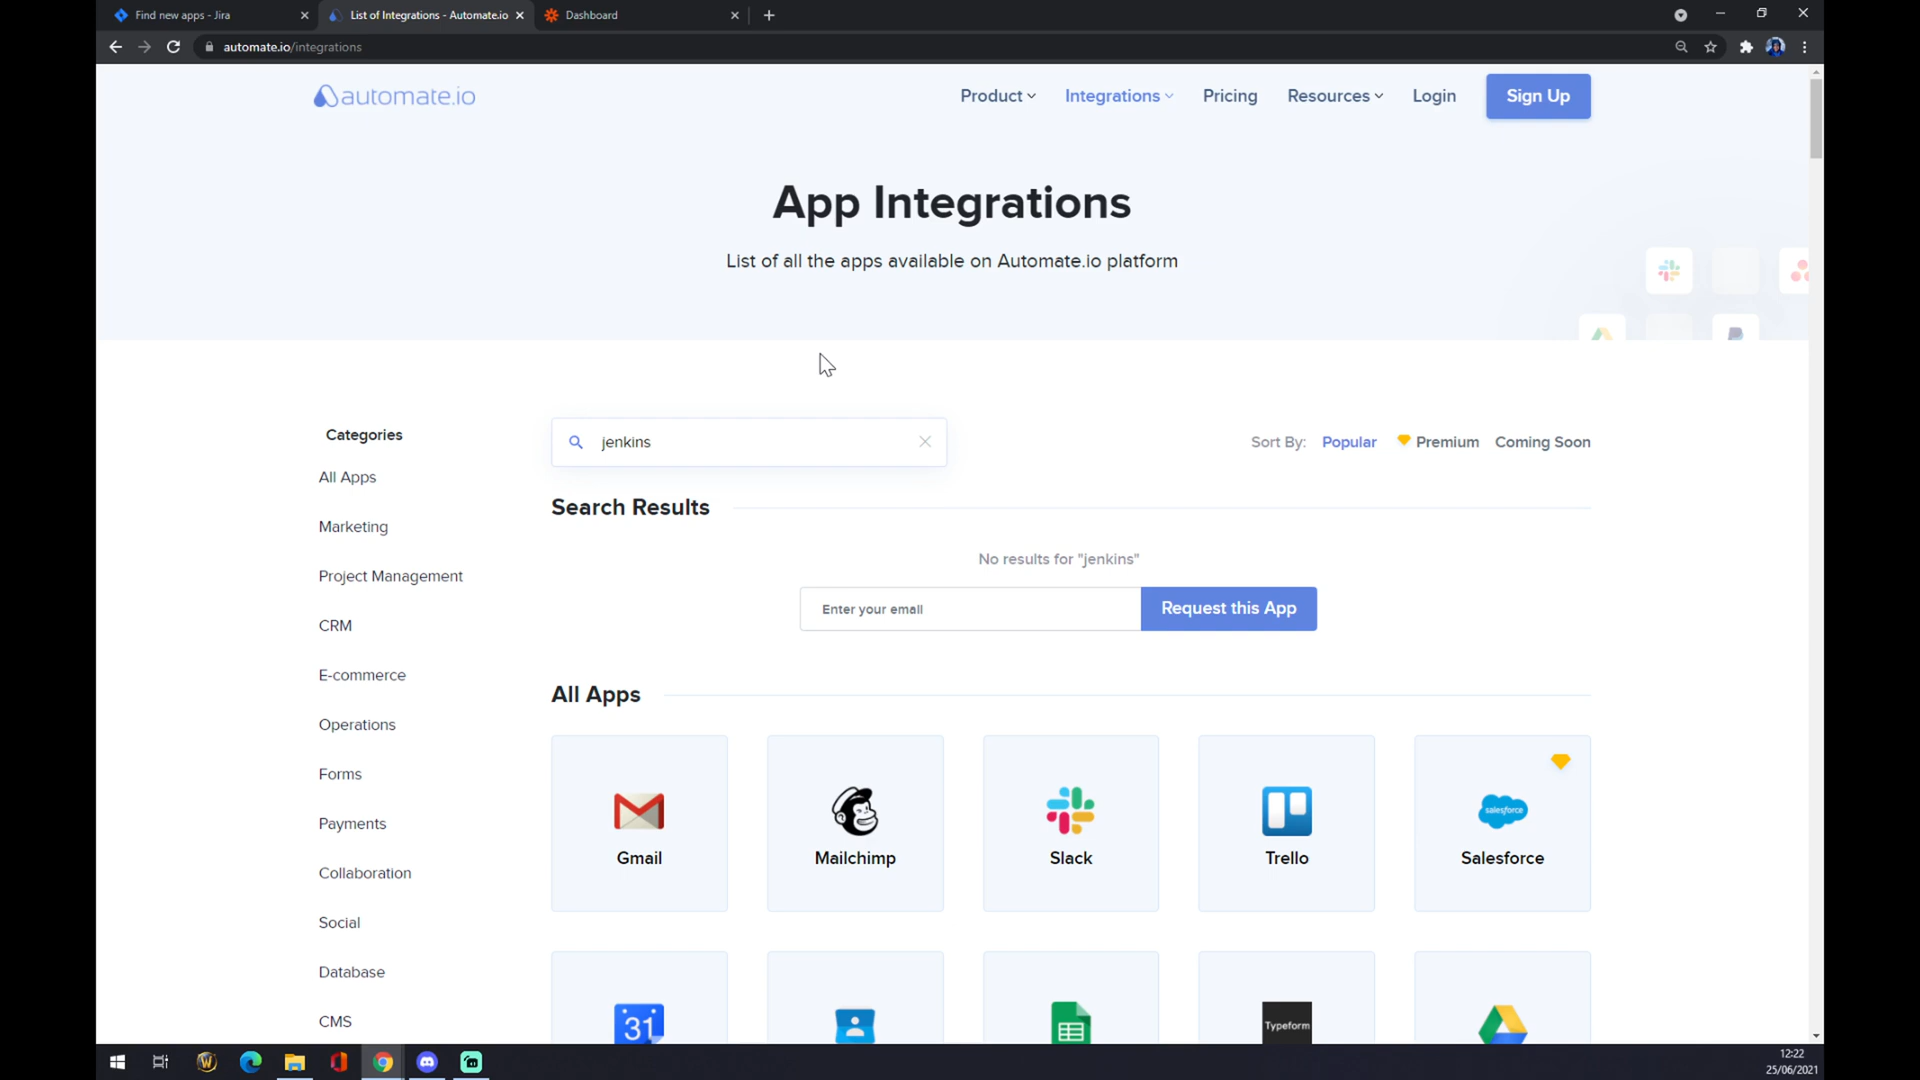 Find new apps - Jira
List of Integrations - Automate.io
Dashboard
automate.io/integrations
automate.io
Product
Integrations
Pricing
Resources
Login
Sign Up
App Integrations
List of all the apps available on Automate.io platform
Categories
All Apps
Marketing
Project Management
CRM
E-commerce
Operations
Forms
Payments
Collaboration
Social
Database
CMS
jenkins
Sort By: Popular Premium Coming Soon
Search Results
No results for "jenkins"
Enter your email
Request this App
All Apps
Gmail
Mailchimp
Slack
Trello
salesforce
Salesforce
31
Typeform
12:22
25/06/2021